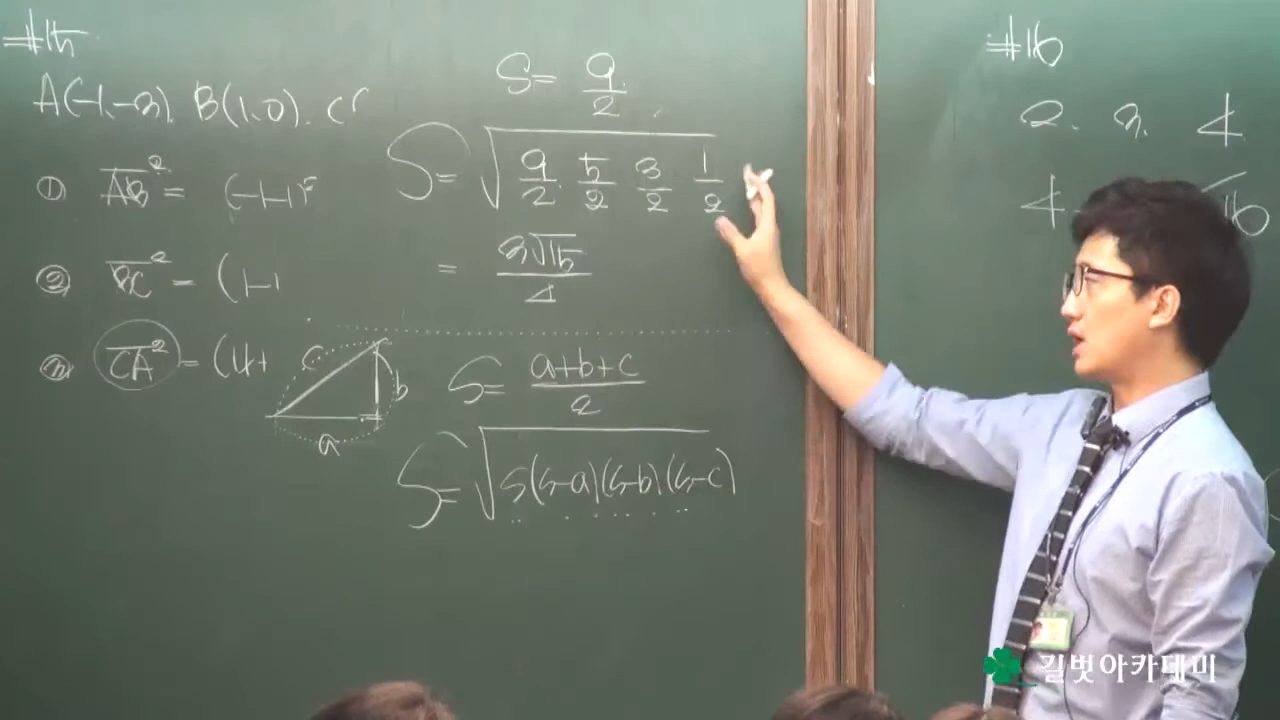 #15
A(-1,-3). B(1,0). C(
① AB² = (-1-1)²
② BC² = (1-1
③ CA² = (4+
S= 9/2
S= √(9/2 · 5/2 · 3/2 · 1/2)
= 3√15/4
c b a
S= a+b+c/2
S= √s(s-a)(s-b)(s-c)
#16
2. 3. 4
4 √16
길벗아카데미